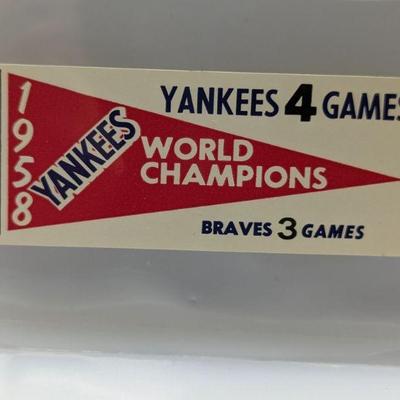 YANKEES 4 GAMES
1958
YANKEES
WORLD
CHAMPIONS
BRAVES 3 GAMES